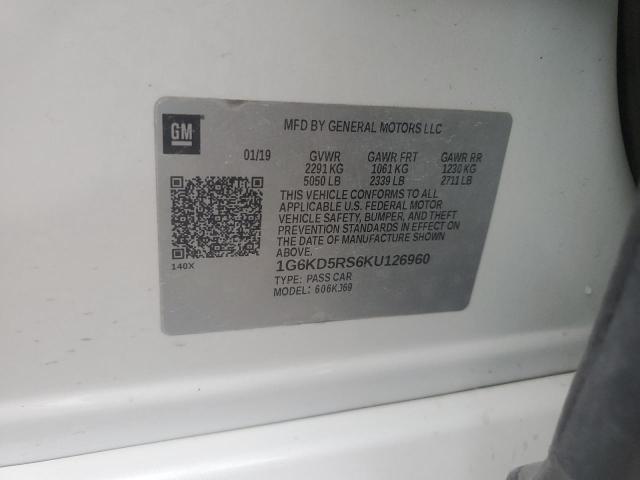 GM
MFD BY GENERAL MOTORS LLC
01/19 GVWR GAWR FRT GAWR RR
2291 KG 1061 KG 1230 KG
5050 LB 2339 LB 2711 LB
THIS VEHICLE CONFORMS TO ALL
APPLICABLE U.S. FEDERAL MOTOR
VEHICLE SAFETY, BUMPER, AND THEFT
PREVENTION STANDARDS IN EFFECT ON
THE DATE OF MANUFACTURE SHOWN
ABOVE.
140X
1G6KD5RS6KU126960
TYPE: PASS CAR
MODEL: 606KJ69